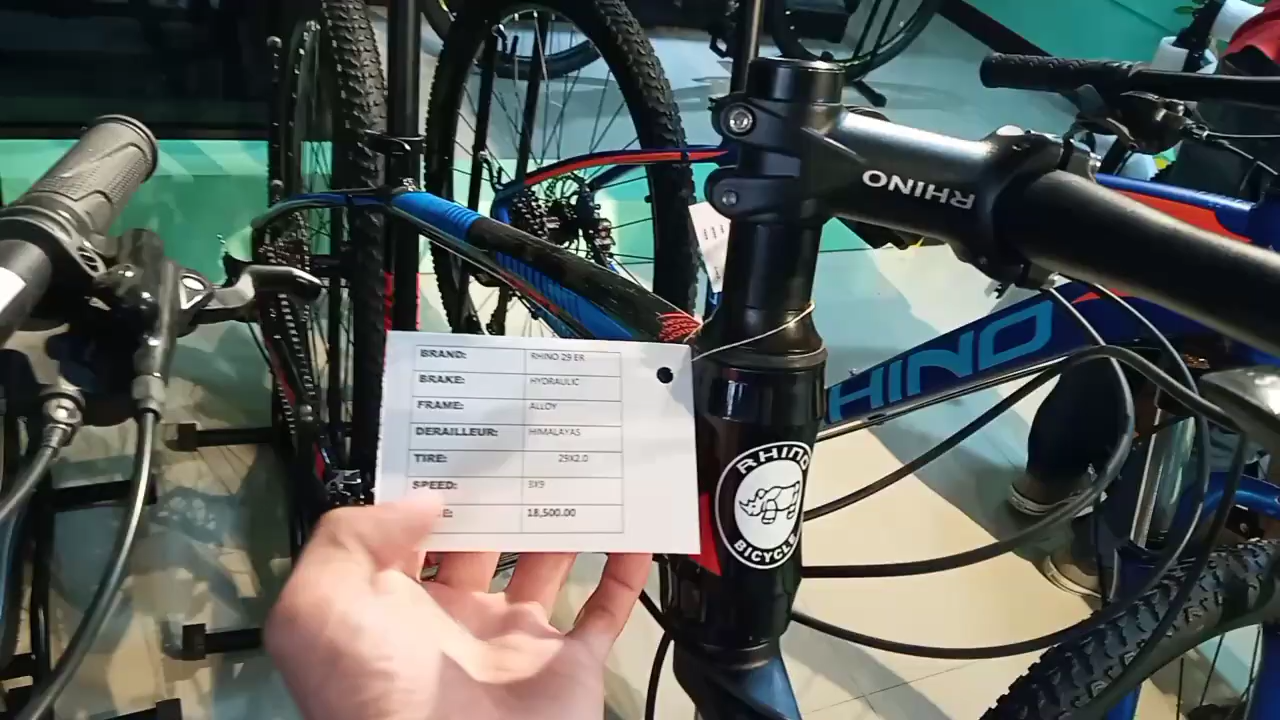 RHINO
BRAND: RHINO 29 ER
BRAKE: HYDRAULIC
FRAME: ALLOY
DERAILLEUR: HIMALAYAS
TIRE: 29X2.0
SPEED: 3X9
E: 18,500.00
HINO
RHINO
BICYCLE